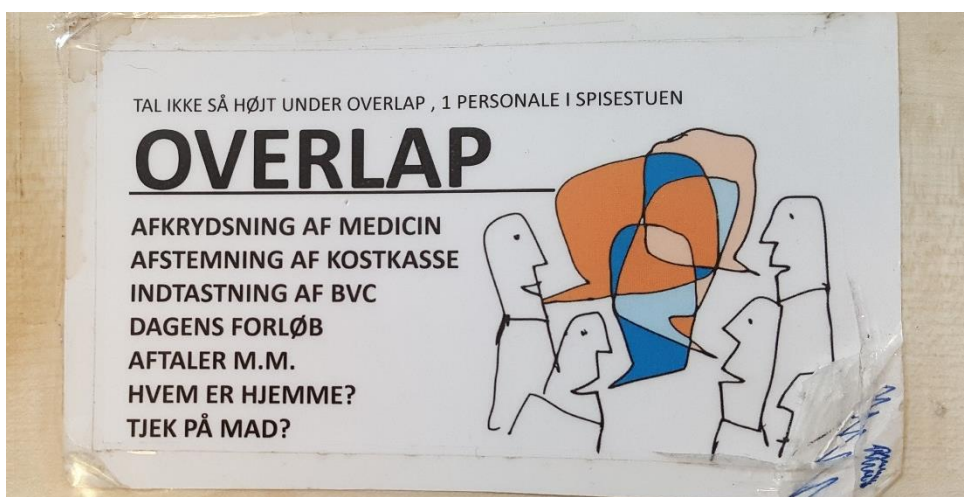 TAL IKKE SÅ HØJT UNDER OVERLAP , 1 PERSONALE I SPISESTUEN
OVERLAP
AFKRYDSNING AF MEDICIN
AFSTEMNING AF KOSTKASSE
INDTASTNING AF BVC
DAGENS FORLØB
AFTALER M.M.
HVEM ER HJEMME?
TJEK PÅ MAD?